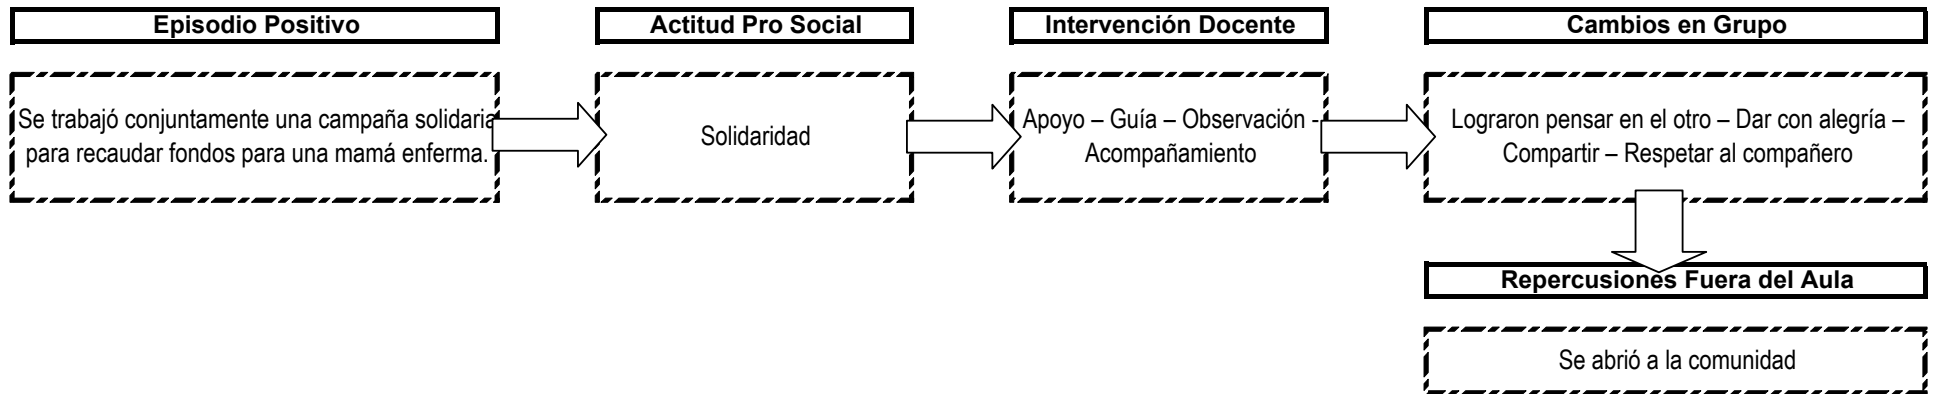 Episodio Positivo
Actitud Pro Social
Intervención Docente
Cambios en Grupo
Se trabajó conjuntamente una campaña solidaria
para recaudar fondos para una mamá enferma.
Solidaridad
Apoyo – Guía – Observación -
Acompañamiento
Lograron pensar en el otro – Dar con alegría –
Compartir – Respetar al compañero
Repercusiones Fuera del Aula
Se abrió a la comunidad